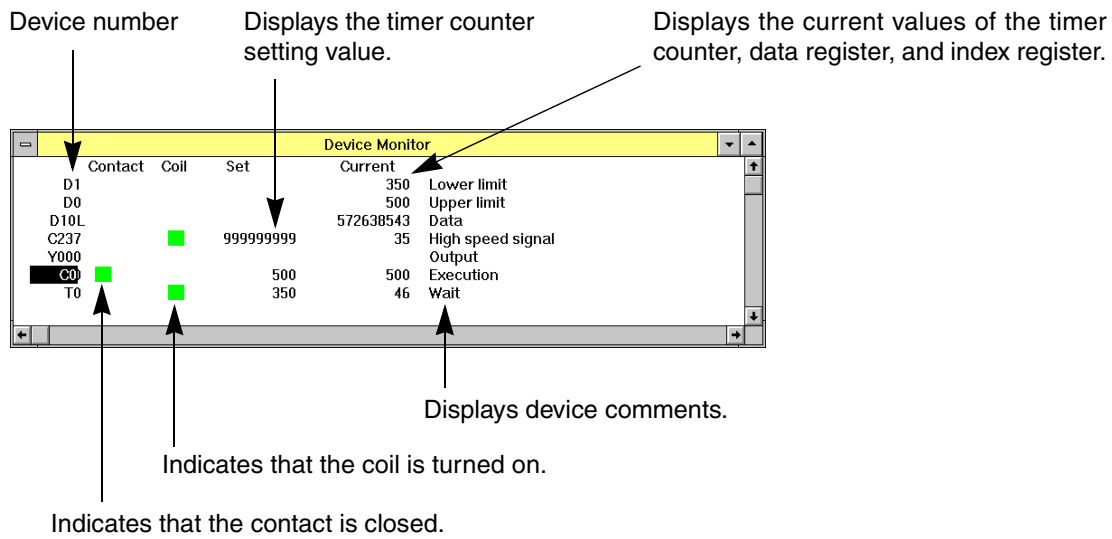 Device number
Displays the timer counter
setting value.
Displays the current values of the timer
counter, data register, and index register.
Device Monitor
Contact Coil Set Current
D1 350 Lower limit
D0 500 Upper limit
D10L 572638543 Data
C237 999999999 35 High speed signal
Y000 Output
C0 500 500 Execution
T0 350 46 Wait
Displays device comments.
Indicates that the coil is turned on.
Indicates that the contact is closed.